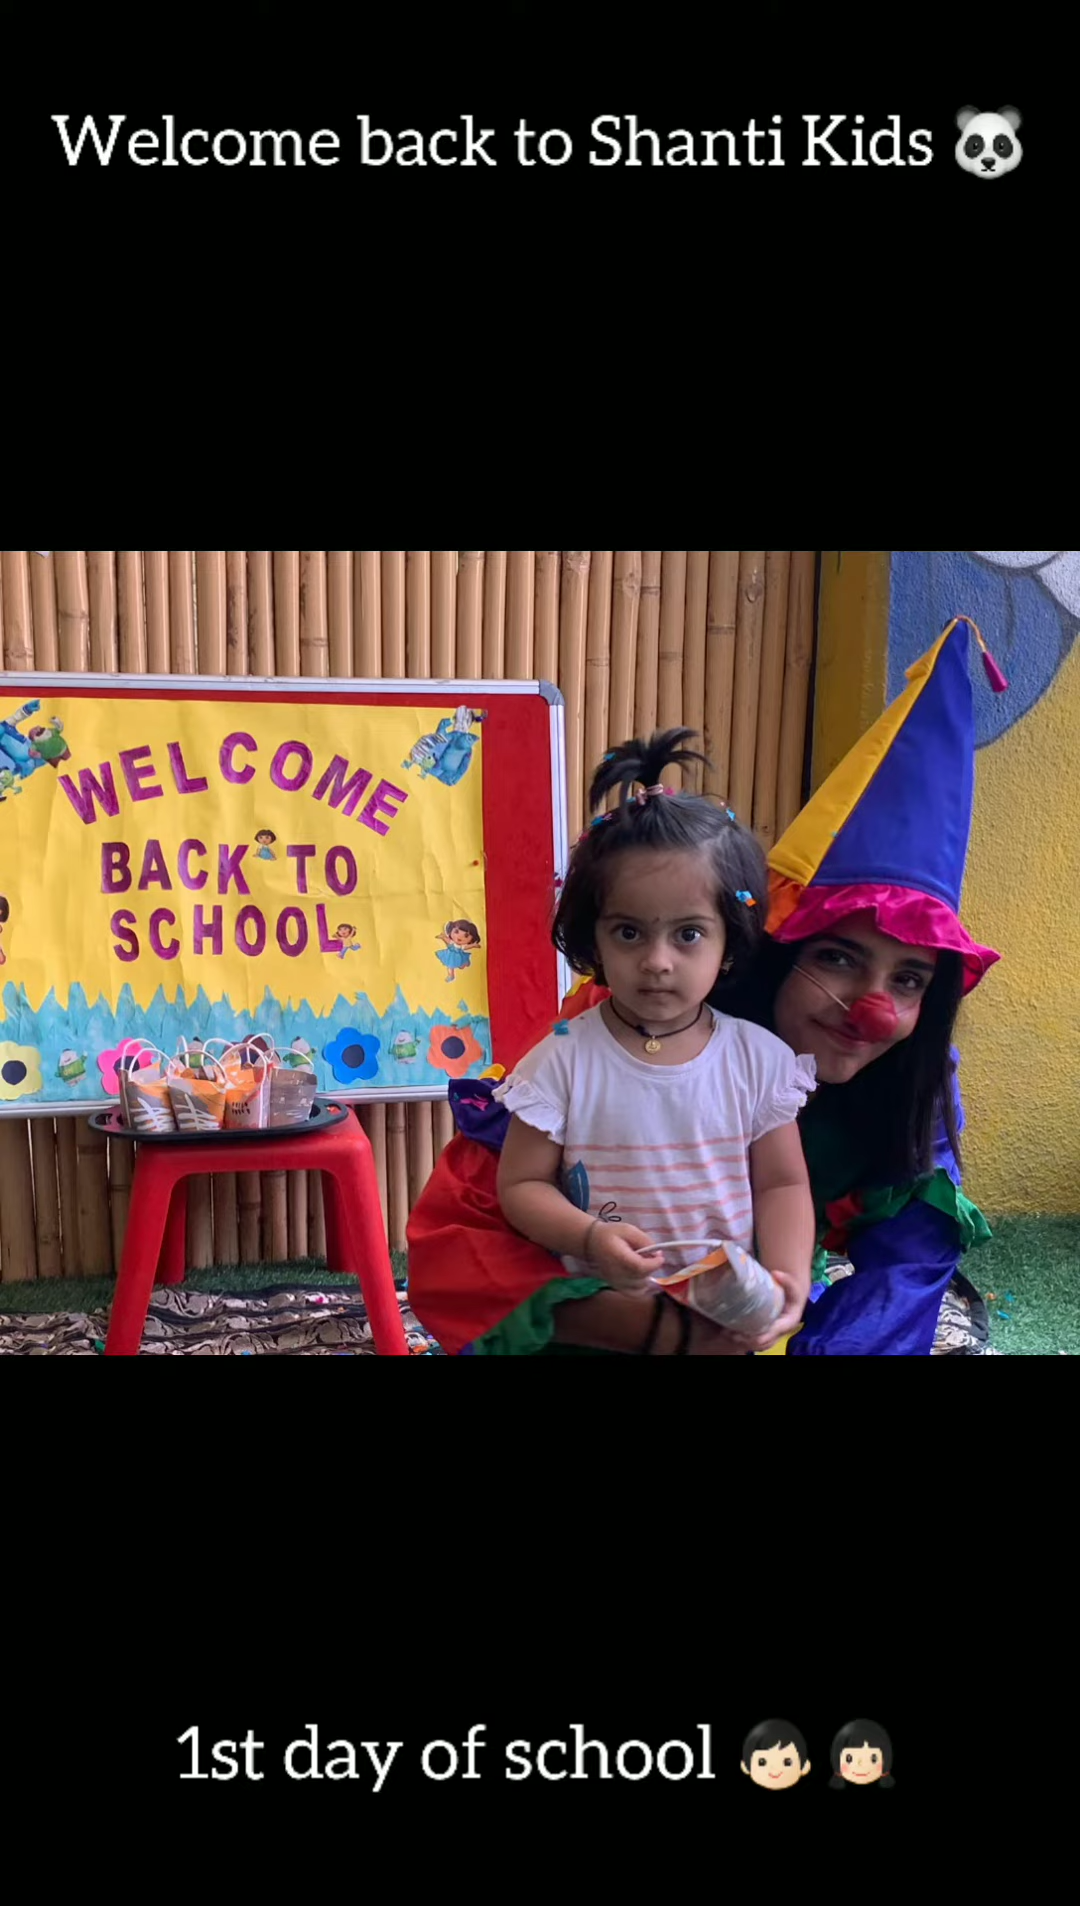 Welcome back to Shanti Kids 🐼
WELCOME
BACK TO
SCHOOL
1st day of school 👦🏻👧🏻